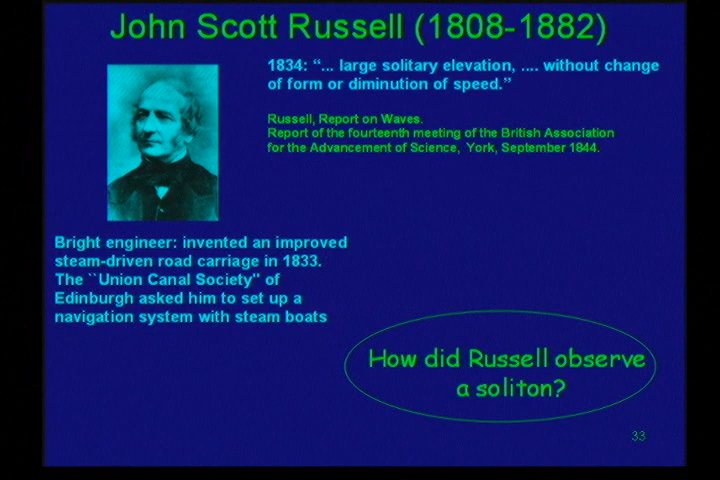 John Scott Russell (1808-1882)
1834: “... large solitary elevation, .... without change
of form or diminution of speed.”
Russell, Report on Waves.
Report of the fourteenth meeting of the British Association
for the Advancement of Science, York, September 1844.
Bright engineer: invented an improved
steam-driven road carriage in 1833.
The ``Union Canal Society" of
Edinburgh asked him to set up a
navigation system with steam boats
How did Russell observe
a soliton?
33